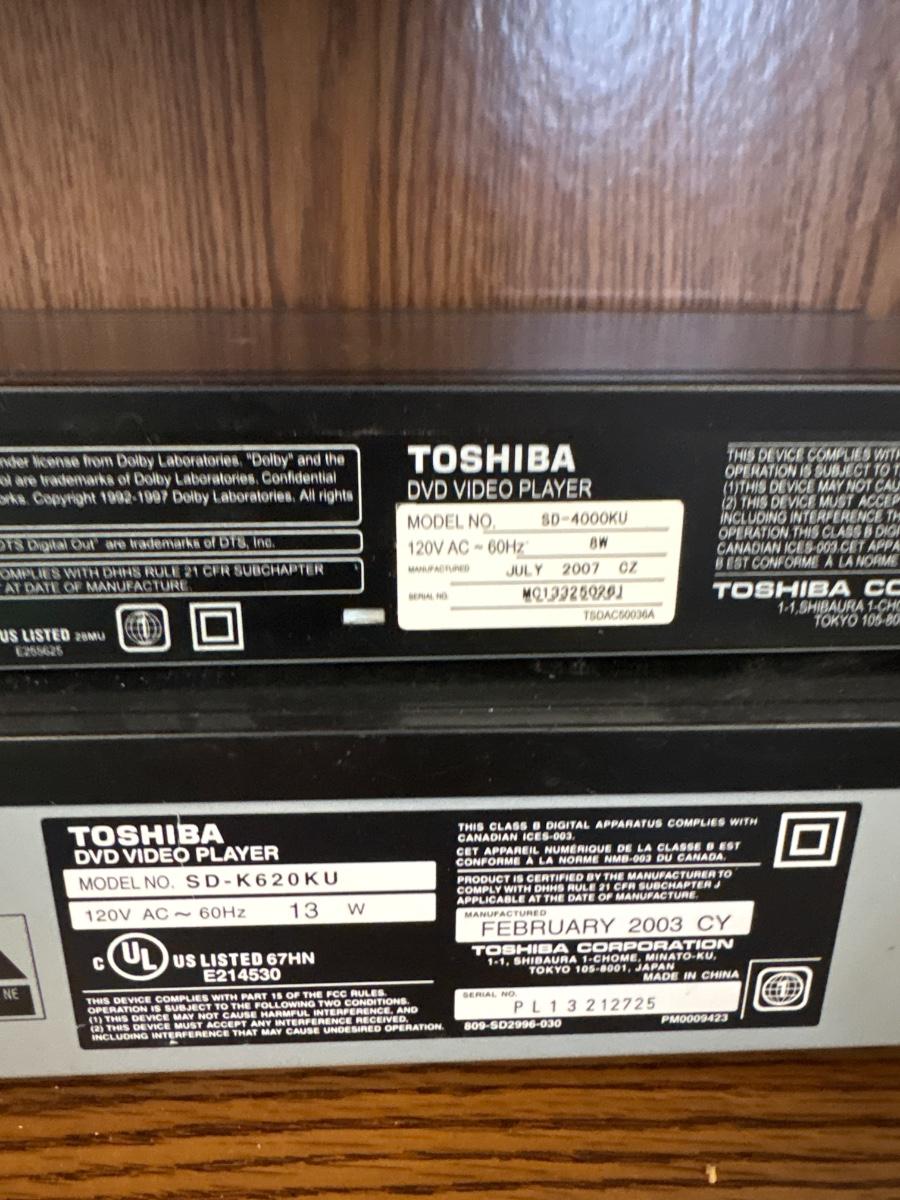 nder license from Dolby Laboratories. "Dolby" and the
ol are trademarks of Dolby Laboratories. Confidential
orks. Copyright 1992-1997 Dolby Laboratories. All rights
DTS Digital Out" are trademarks of DTS, Inc.
OMPLIES WITH DHHS RULE 21 CFR SUBCHAPTER
AT DATE OF MANUFACTURE.
US LISTED 28MU
E255625
TOSHIBA
DVD VIDEO PLAYER
MODEL NO. SD-4000KU
120V AC ~ 60Hz 8W
MANUFACTURED JULY 2007 CZ
SERIAL NO.
TSDAC50036A
THIS DEVICE COMPLIES WITH
OPERATION IS SUBJECT TO T
(1)THIS DEVICE MAY NOT CAU
(2) THIS DEVICE MUST ACCEP
INCLUDING INTERFERENCE TH
OPERATION THIS CLASS B DIGI
CANADIAN ICES-003.CET APPA
B EST CONFORME À LA NORME
TOSHIBA CO
1-1,SHIBAURA 1-CHO
TOKYO 105-80
TOSHIBA
DVD VIDEO PLAYER
MODEL NO. SD-K620KU
120V AC ~ 60Hz 13 W
C UL US LISTED 67HN
E214530
THIS DEVICE COMPLIES WITH PART 15 OF THE FCC RULES.
OPERATION IS SUBJECT TO THE FOLLOWING TWO CONDITIONS.
(1) THIS DEVICE MAY NOT CAUSE HARMFUL INTERFERENCE, AND
(2) THIS DEVICE MUST ACCEPT ANY INTERFERENCE RECEIVED,
INCLUDING INTERFERENCE THAT MAY CAUSE UNDESIRED OPERATION.
THIS CLASS B DIGITAL APPARATUS COMPLIES WITH
CANADIAN ICES-003.
CET APPAREIL NUMÉRIQUE DE LA CLASSE B EST
CONFORME À LA NORME NMB-003 DU CANADA.
PRODUCT IS CERTIFIED BY THE MANUFACTURER TO
COMPLY WITH DHHS RULE 21 CFR SUBCHAPTER J
APPLICABLE AT THE DATE OF MANUFACTURE.
MANUFACTURED
FEBRUARY 2003 CY
TOSHIBA CORPORATION
1-1, SHIBAURA 1-CHOME, MINATO-KU,
TOKYO 105-8001, JAPAN
MADE IN CHINA
SERIAL NO.
PL13212725
809-SD2996-030 PM0009423
NE